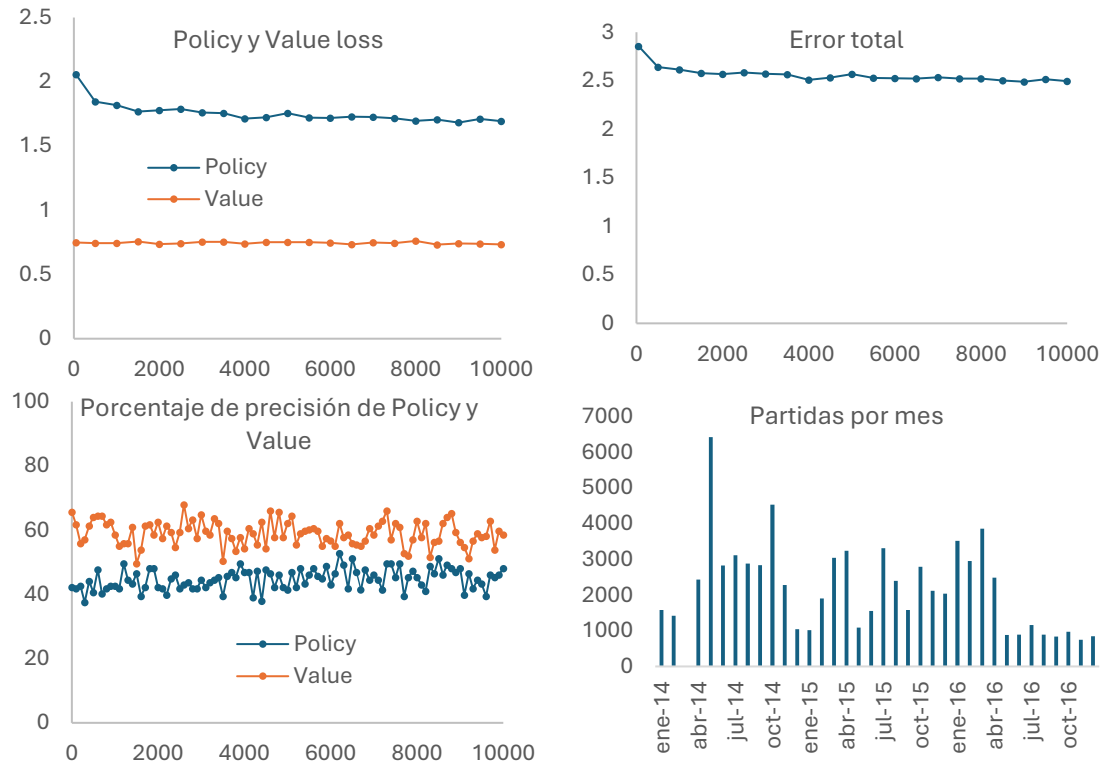 Policy y Value loss
2.5
2
1.5
1
0.5
0
Policy
Value
0 2000 4000 6000 8000 10000
Error total
3
2.5
2
1.5
1
0.5
0
0 2000 4000 6000 8000 10000
Porcentaje de precisión de Policy y
Value
100
80
60
40
20
0
Policy
Value
0 2000 4000 6000 8000 10000
Partidas por mes
7000
6000
5000
4000
3000
2000
1000
0
ene-14
abr-14
jul-14
oct-14
ene-15
abr-15
jul-15
oct-15
ene-16
abr-16
jul-16
oct-16